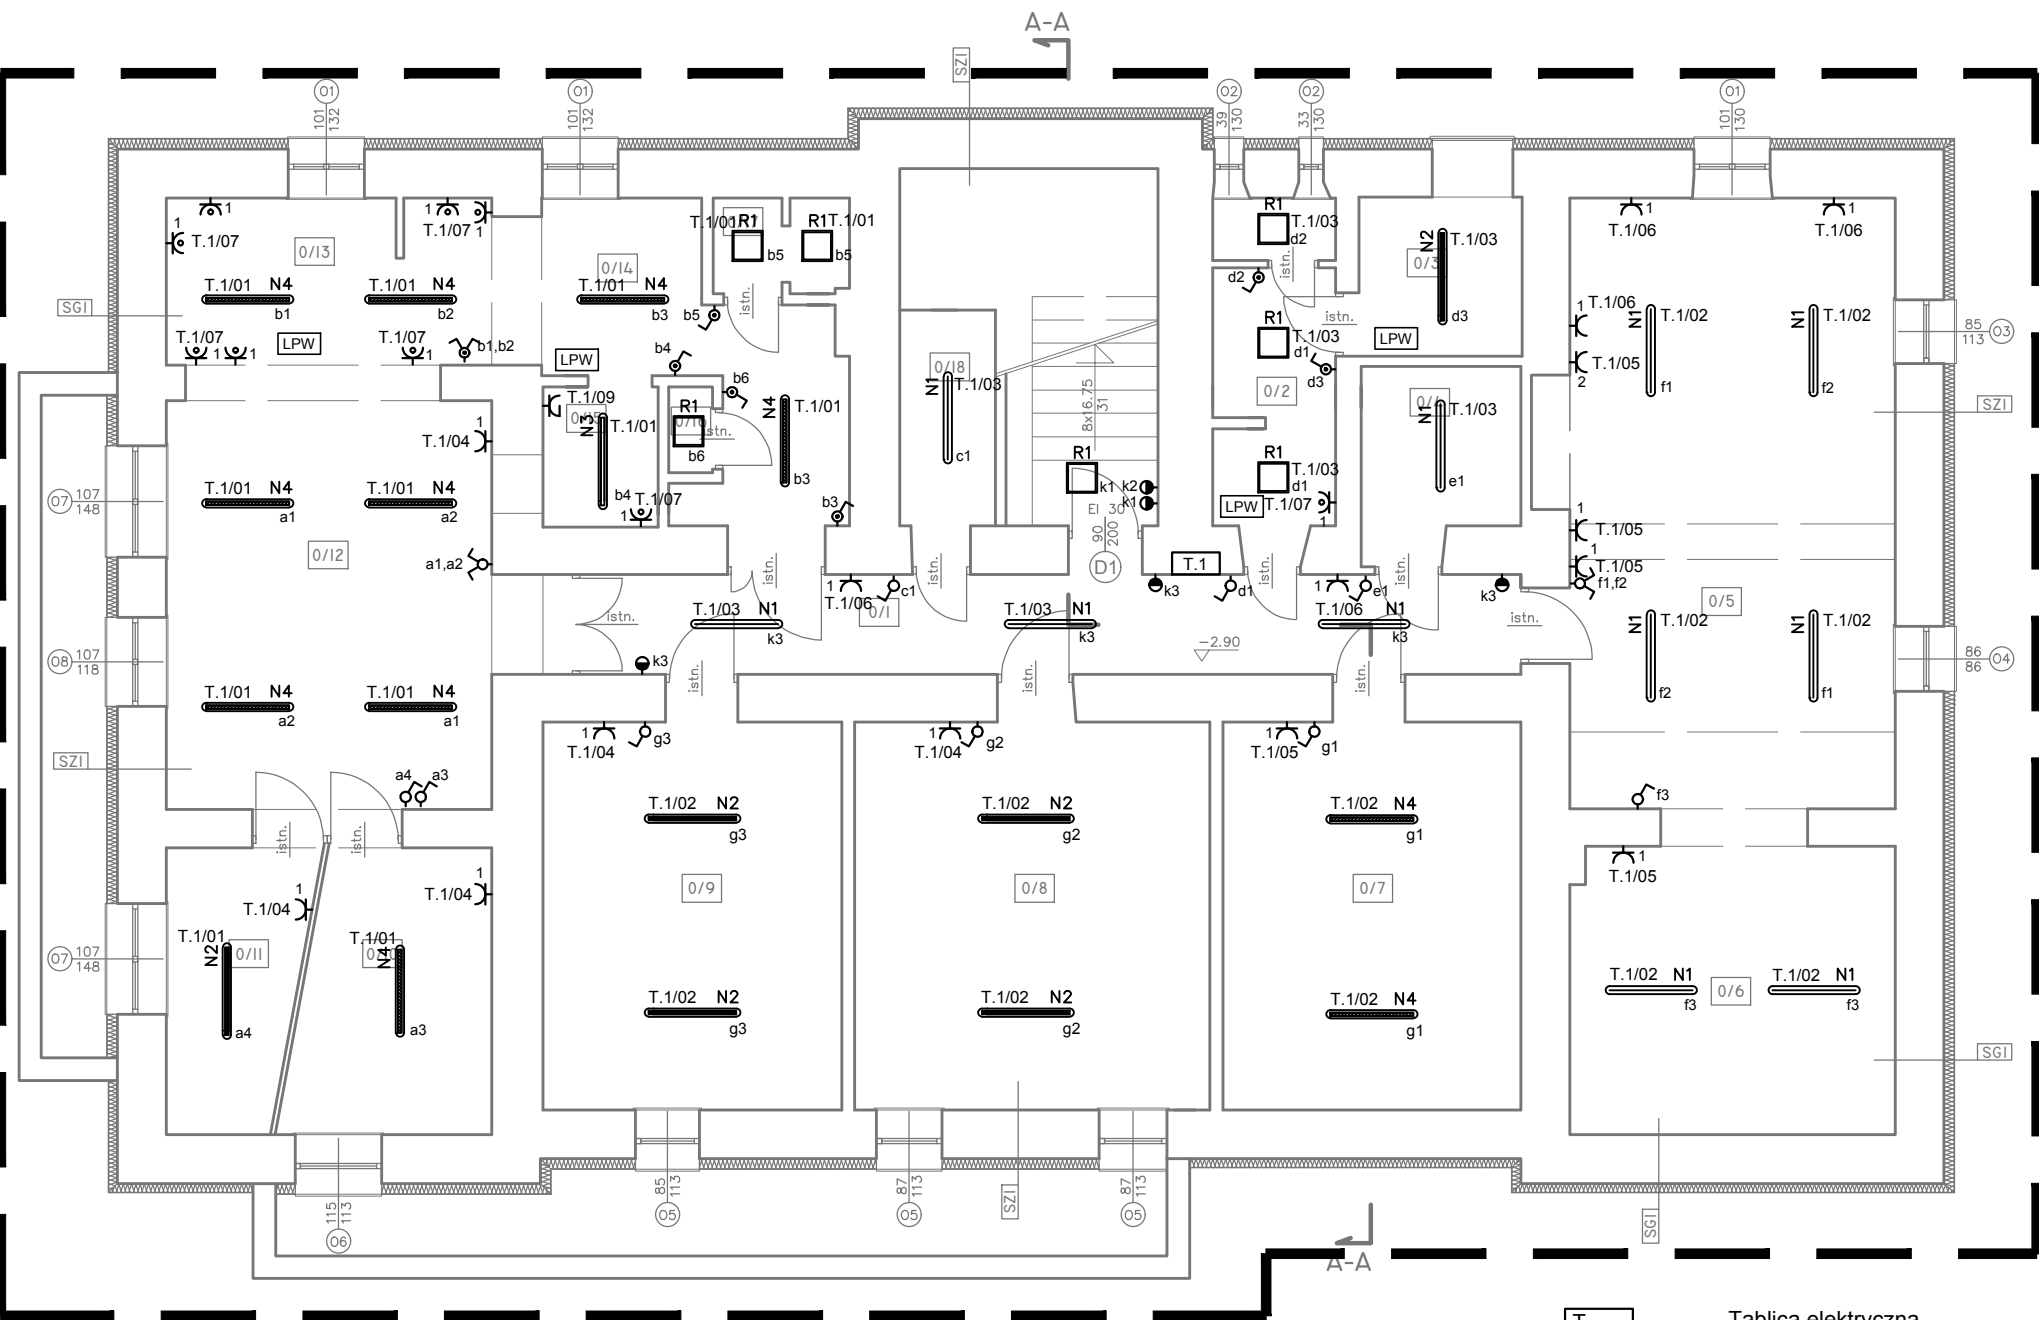 A-A
SZ1
O1
101
132
O1
101
132
O2
39
130
O2
33
130
O1
101
130
1
1
1
T.1/07
T.1/07
1
0/13
T.1/01 N4
b1
T.1/01 N4
b2
0/14
T.1/01 N4
b3
T.1/01
R1
b5
R1
T.1/01
b5
istn.
b5
SG1
T.1/07
1
T.1/07
1
LPW
b1,b2
LPW
b4
b6
R1
T.1/03
d2
d2
istn.
N2
T.1/03
0/3
d3
istn.
R1
T.1/03
d1
d3
LPW
1
T.1/06
1
T.1/06
1
T.1/06
T.1/05
2
N1
T.1/02
f1
N1
T.1/02
f2
85
113
O3
SZ1
T.1/09
N3
T.1/01
b4
R1
istn.
b6
N4
T.1/01
b3
b3
T.1/07
1
0/18
N1
T.1/03
c1
8x16.75
31
0/2
N1
T.1/03
e1
1
T.1/04
O7
107
148
T.1/01 N4
a1
T.1/01 N4
a2
0/12
a1,a2
R1
k1
k2
k1
EI 30
90
200
D1
R1
T.1/03
d1
LPW
T.1/07
1
T.1
1
T.1/05
1
T.1/05
f1,f2
istn.
istn.
istn.
istn.
istn.
istn.
1
T.1/06
c1
0/1
k3
d1
1
e1
k3
T.1/03 N1
k3
T.1/03 N1
k3
T.1/06 N1
k3
-2.90
k3
0/5
N1
T.1/02
f2
N1
T.1/02
f1
86
86
O4
O8
107
118
T.1/01 N4
a2
T.1/01 N4
a1
istn.
istn.
istn.
SZ1
a4
a3
1
T.1/04
g3
1
T.1/04
g2
1
T.1/05
g1
f3
istn.
istn.
T.1/02 N2
g3
T.1/02 N2
g2
T.1/02 N4
g1
1
T.1/05
1
T.1/04
1
T.1/04
0/9
0/8
0/7
T.1/01
N2
0/11
a4
T.1/01
N4
a3
O7
107
148
T.1/02 N2
g3
T.1/02 N2
g2
T.1/02 N4
g1
T.1/02 N1
f3
0/6
T.1/02 N1
f3
SG1
115
113
O6
85
113
O5
87
113
O5
SZ1
87
113
O5
A-A
SG1
T... Tablica elektryczna